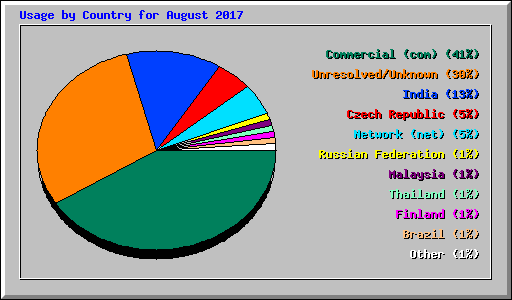 Usage by Country for August 2017
Commercial (com) (41%)
Unresolved/Unknown (30%)
India (13%)
Czech Republic (5%)
Network (net) (5%)
Russian Federation (1%)
Malaysia (1%)
Thailand (1%)
Finland (1%)
Brazil (1%)
Other (1%)